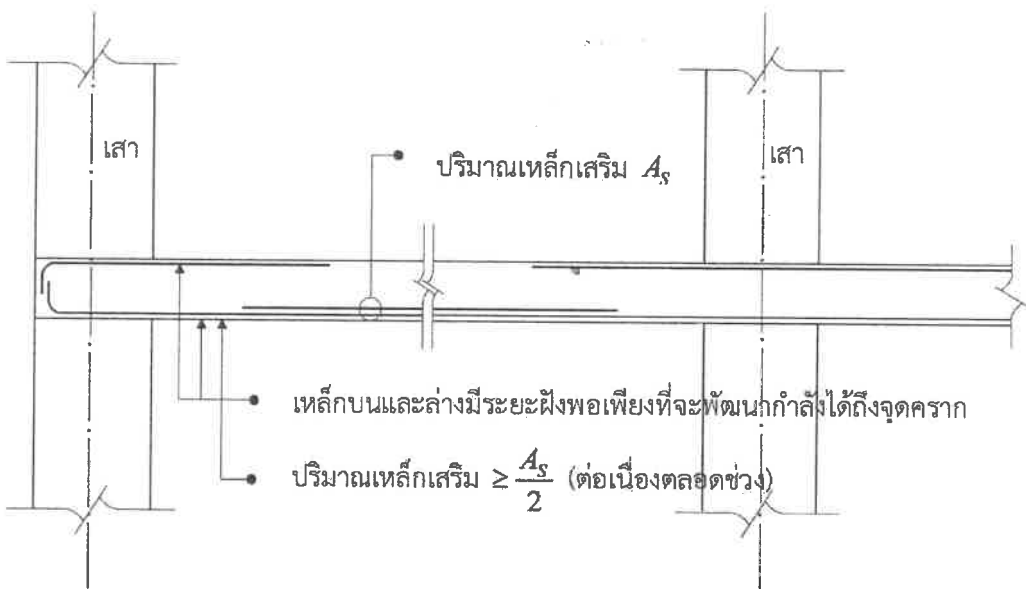 เสา
เสา
ปริมาณเหล็กเสริม A_s
เหล็กบนและล่างมีระยะฝังพอเพียงที่จะพัฒนากำลังได้ถึงจุดคราก
ปริมาณเหล็กเสริม ≥ A_s/2 (ต่อเนื่องตลอดช่วง)